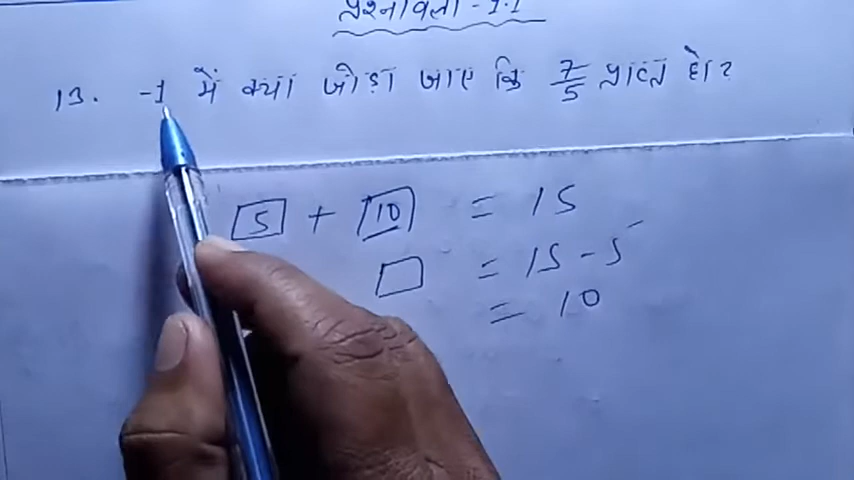 प्रश्नावली - 1.1
13. -1 में क्या जोड़ा जाए कि 7/5 प्राप्त हो?
5 + 10 = 15
□ = 15 - 5
= 10